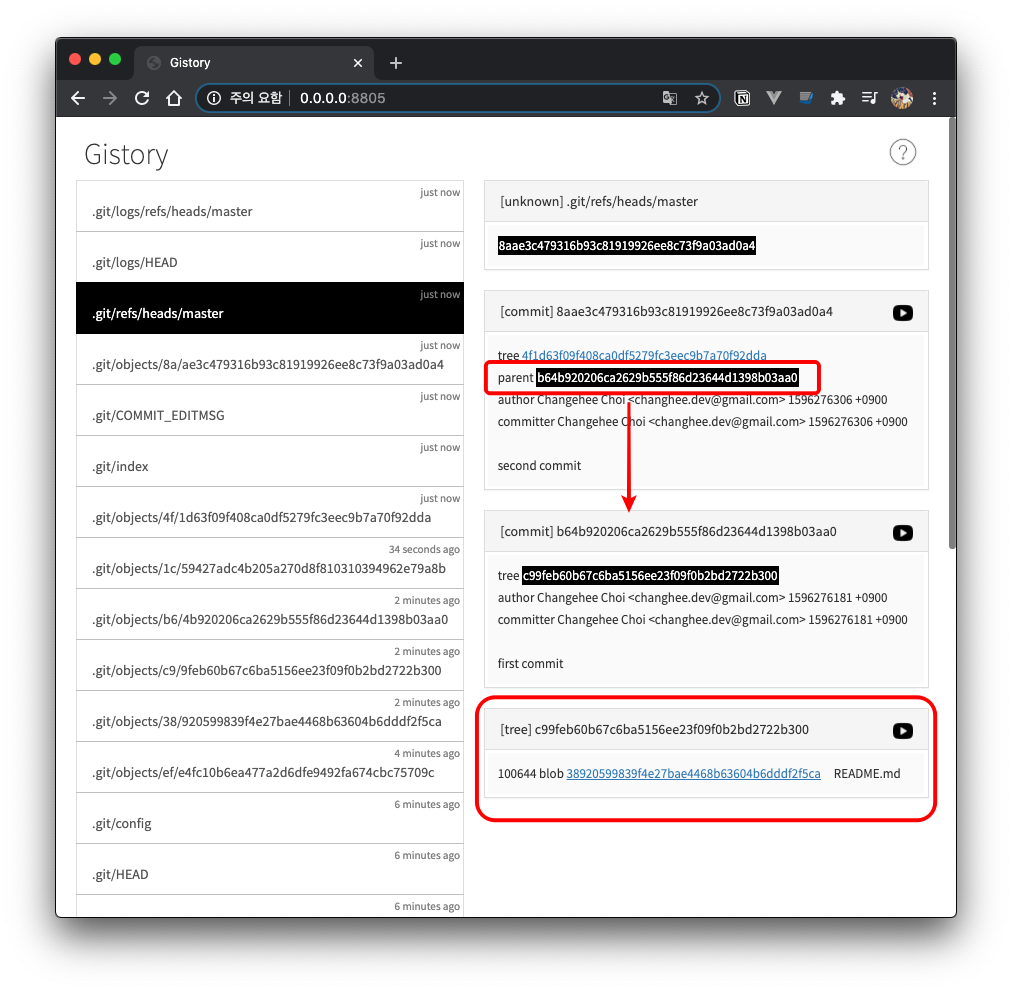 Gistory
주의 요함
0.0.0.0:8805
Gistory
?
just now
.git/logs/refs/heads/master
just now
.git/logs/HEAD
just now
.git/refs/heads/master
just now
.git/objects/8a/ae3c479316b93c81919926ee8c73f9a03ad0a4
just now
.git/COMMIT_EDITMSG
just now
.git/index
just now
.git/objects/4f/1d63f09f408ca0df5279fc3eec9b7a70f92dda
34 seconds ago
.git/objects/1c/59427adc4b205a270d8f810310394962e79a8b
2 minutes ago
.git/objects/b6/4b920206ca2629b555f86d23644d1398b03aa0
2 minutes ago
.git/objects/c9/9feb60b67c6ba5156ee23f09f0b2bd2722b300
2 minutes ago
.git/objects/38/920599839f4e27bae4468b63604b6dddf2f5ca
4 minutes ago
.git/objects/ef/e4fc10b6ea477a2d6dfe9492fa674cbc75709c
6 minutes ago
.git/config
6 minutes ago
.git/HEAD
6 minutes ago
[unknown] .git/refs/heads/master
8aae3c479316b93c81919926ee8c73f9a03ad0a4
[commit] 8aae3c479316b93c81919926ee8c73f9a03ad0a4
tree 4f1d63f09f408ca0df5279fc3eec9b7a70f92dda
parent b64b920206ca2629b555f86d23644d1398b03aa0
author Changehee Choi <changhee.dev@gmail.com> 1596276306 +0900
committer Changehee Choi <changhee.dev@gmail.com> 1596276306 +0900
second commit
[commit] b64b920206ca2629b555f86d23644d1398b03aa0
tree c99feb60b67c6ba5156ee23f09f0b2bd2722b300
author Changehee Choi <changhee.dev@gmail.com> 1596276181 +0900
committer Changehee Choi <changhee.dev@gmail.com> 1596276181 +0900
first commit
[tree] c99feb60b67c6ba5156ee23f09f0b2bd2722b300
100644 blob 38920599839f4e27bae4468b63604b6dddf2f5ca README.md